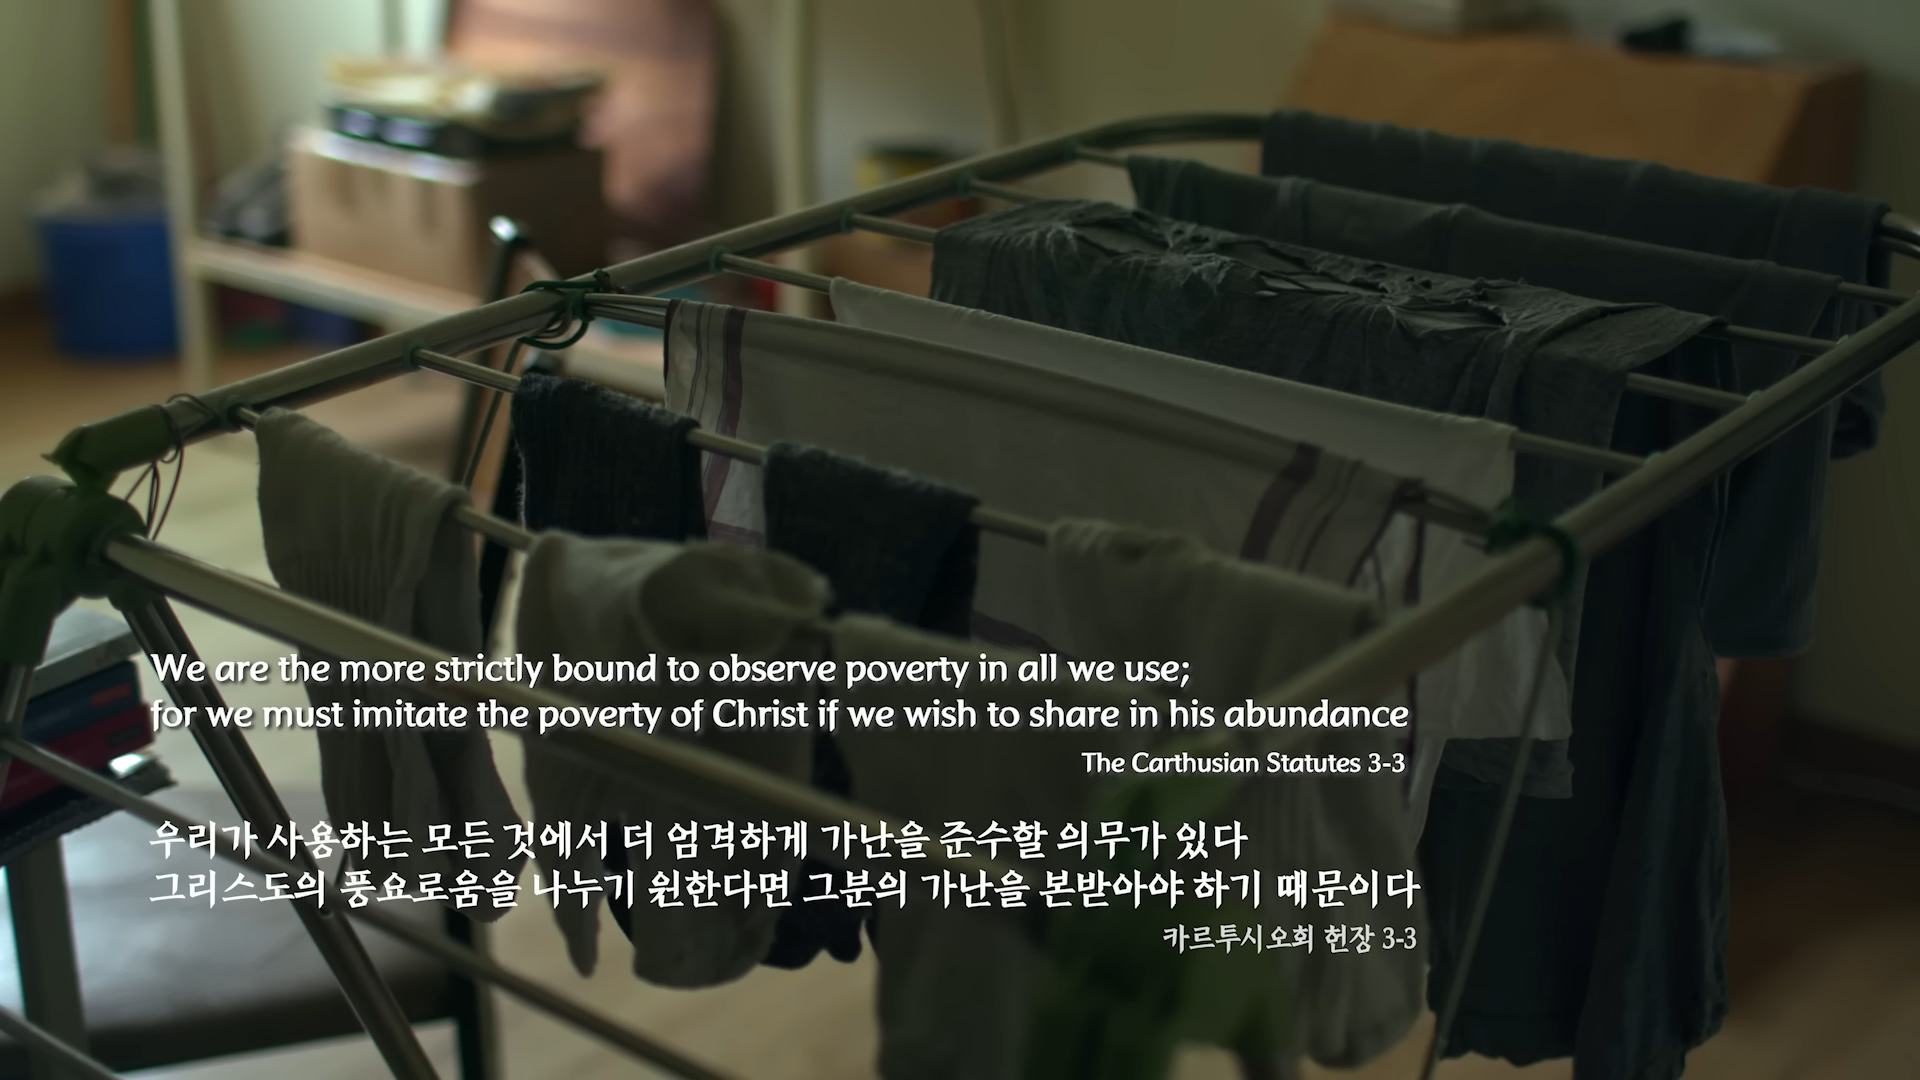 We are the more strictly bound to observe poverty in all we use;
for we must imitate the poverty of Christ if we wish to share in his abundance
The Carthusian Statutes 3-3
우리가 사용하는 모든 것에서 더 엄격하게 가난을 준수할 의무가 있다
그리스도의 풍요로움을 나누기 원한다면 그분의 가난을 본받아야 하기 때문이다
카르투시오회 헌장 3-3